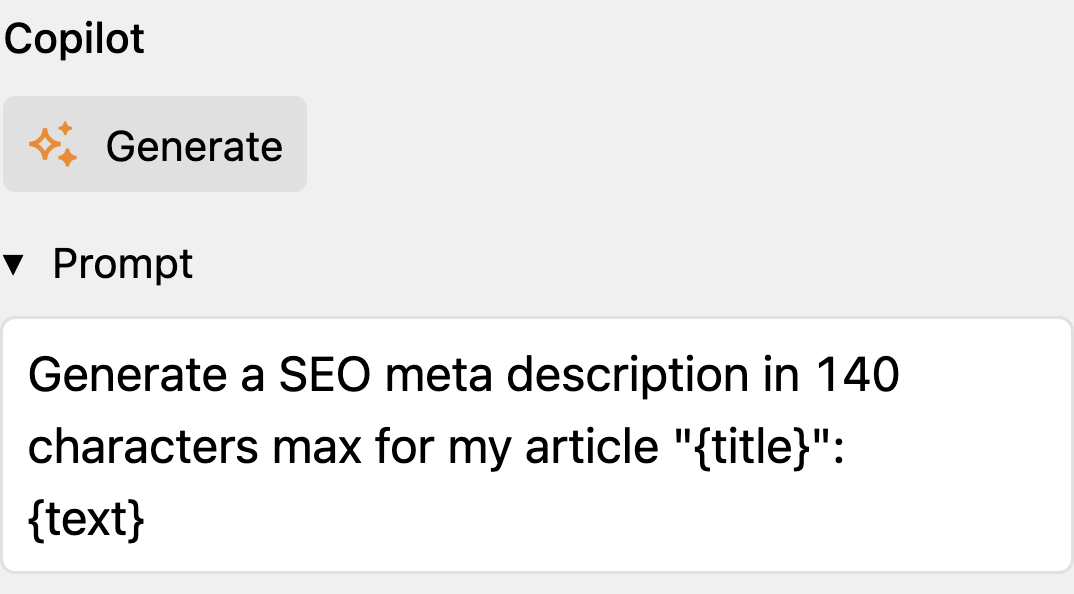 Copilot
Generate
Prompt
Generate a SEO meta description in 140
characters max for my article "{title}":
{text}